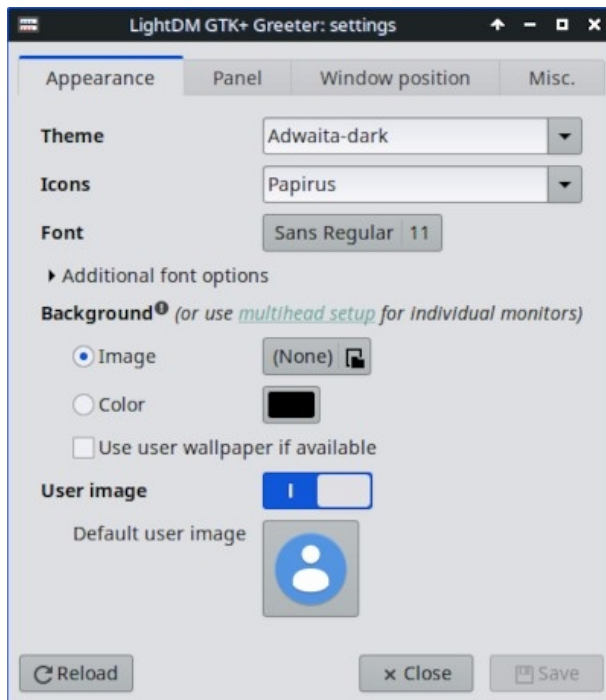 LightDM GTK+ Greeter: settings
Appearance Panel Window position Misc.
Theme Adwaita-dark
Icons Papirus
Font Sans Regular 11
Additional font options
Background (or use multihead setup for individual monitors)
Image (None)
Color
Use user wallpaper if available
User image
Default user image
Reload Close Save